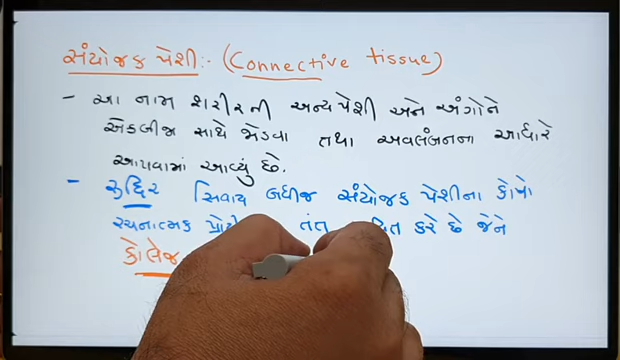 સંયોજક પેશી:- (Connective tissue)
- આ નામ શરીરની અન્ય પેશી અને અંગોને
એકબીજા સાથે જોડવા તથા અવલંબનના આધારે
આપવામાં આવ્યું છે.
- રુધિર સિવાય બધીજ સંયોજક પેશીના કોષો
રચનાત્મક કરે છે જેને